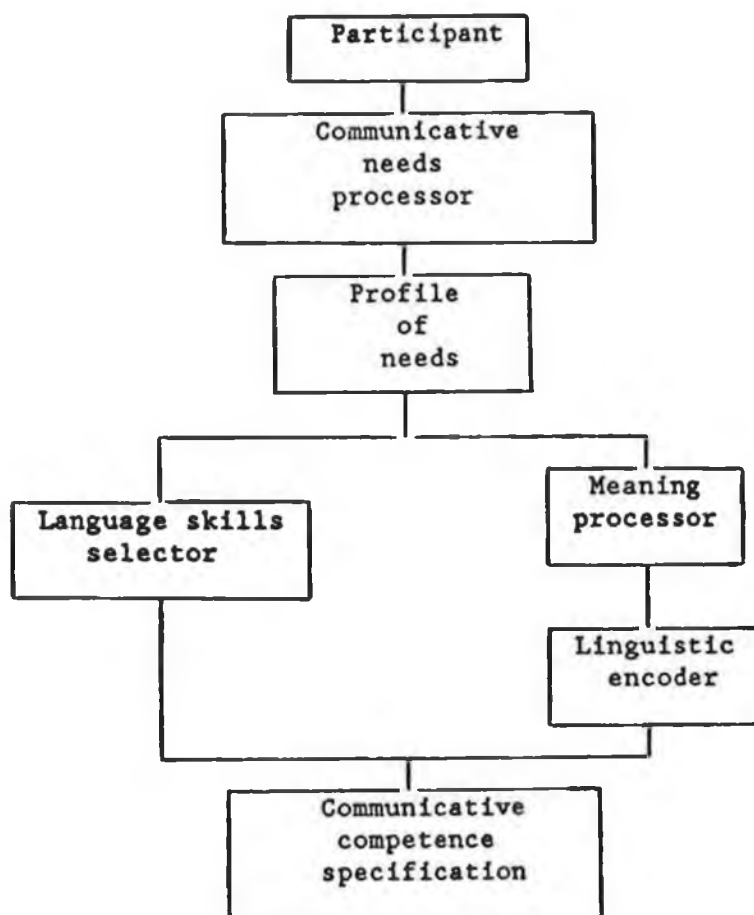 Participant
Communicative
needs
processor
Profile
of
needs
Language skills
selector
Meaning
processor
Linguistic
encoder
Communicative
competence
specification